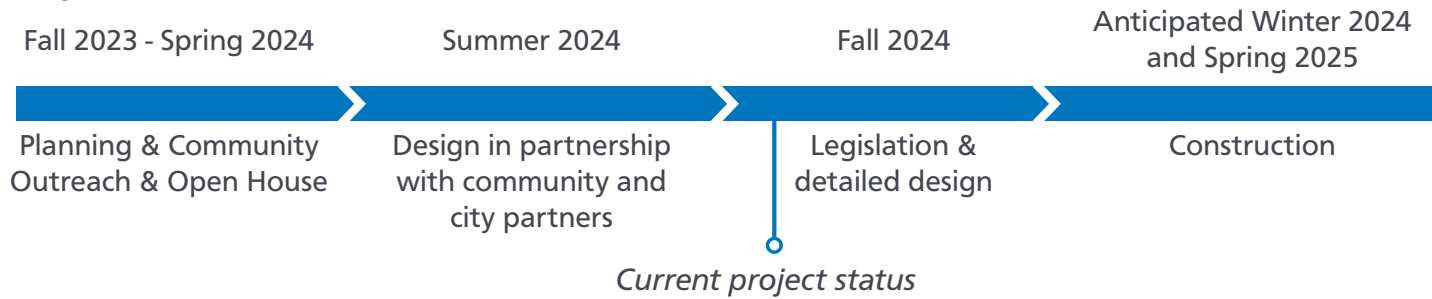 Fall 2023 - Spring 2024
Summer 2024
Fall 2024
Anticipated Winter 2024
and Spring 2025
Planning & Community
Outreach & Open House
Design in partnership
with community and
city partners
Legislation &
detailed design
Construction
Current project status